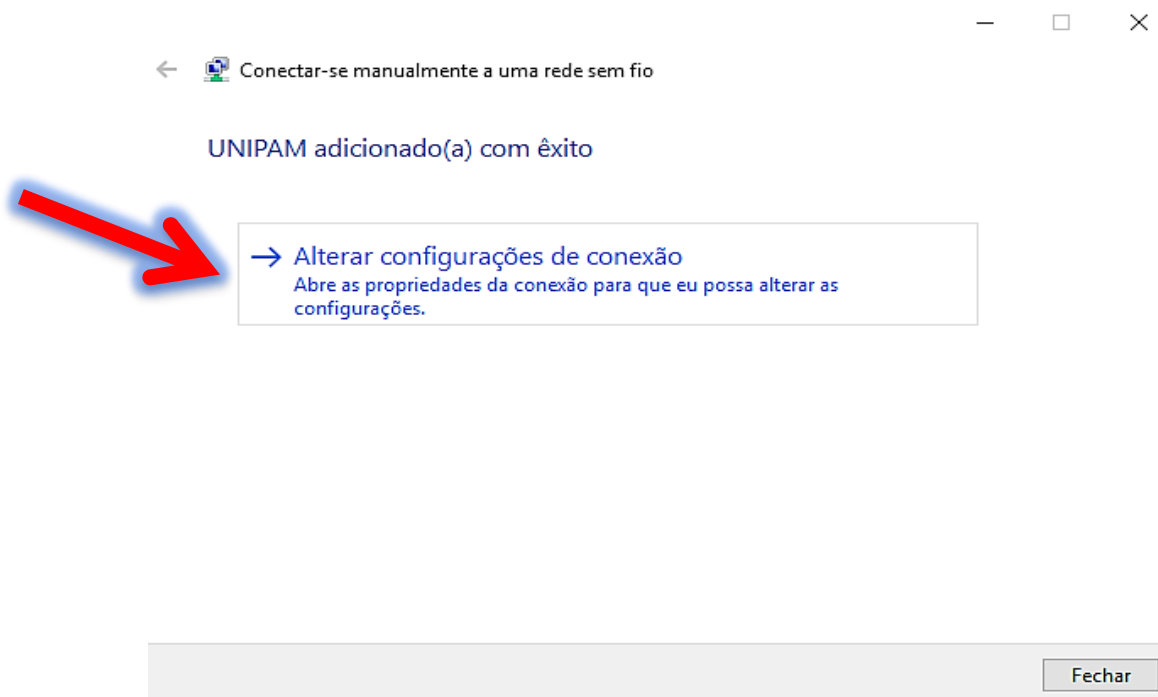 Conectar-se manualmente a uma rede sem fio
UNIPAM adicionado(a) com êxito
Alterar configurações de conexão
Abre as propriedades da conexão para que eu possa alterar as
configurações.
Fechar